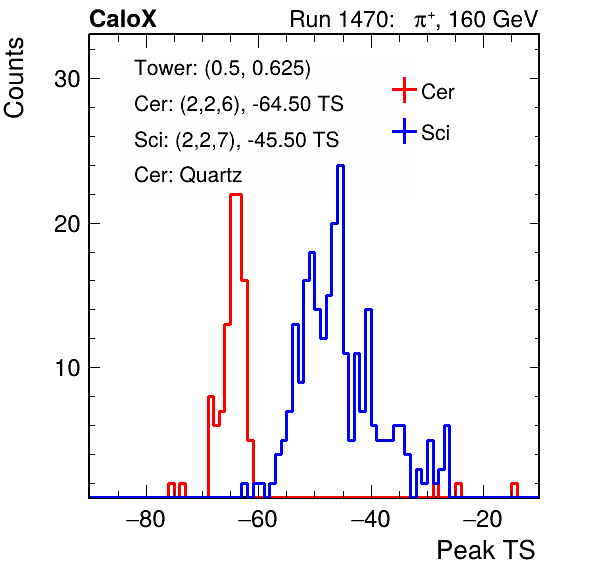 CaloX Run 1470: π⁺, 160 GeV
Counts
Tower: (0.5, 0.625)
Cer: (2,2,6), -64.50 TS
Sci: (2,2,7), -45.50 TS
Cer: Quartz
Cer
Sci
30
20
10
−80 −60 −40 −20
Peak TS